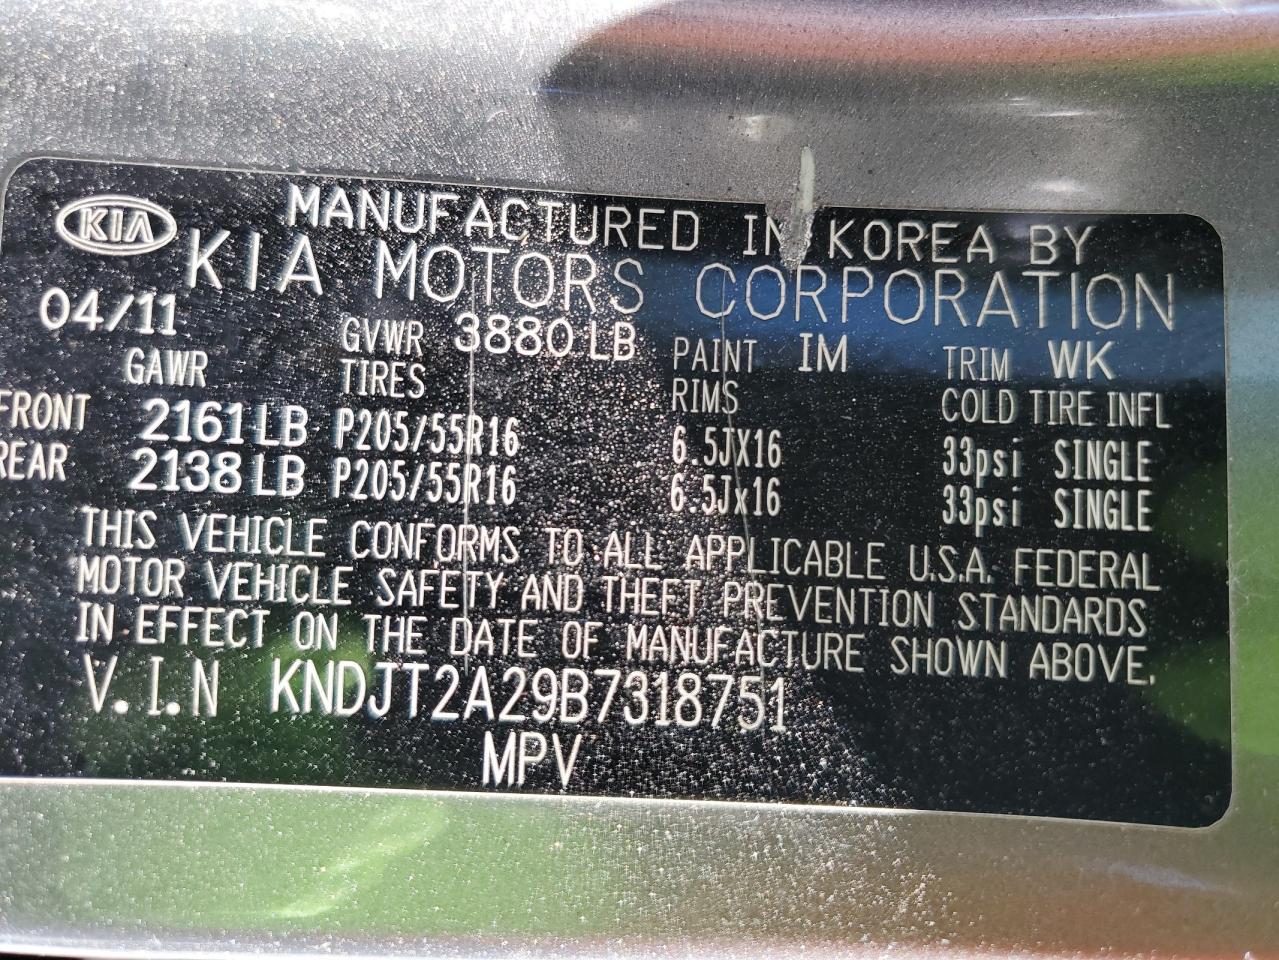 KIA MANUFACTURED IN KOREA BY
KIA MOTORS CORPORATION
04/11 GVWR 3880 LB PAINT IM TRIM WK
GAWR TIRES RIMS COLD TIRE INFL
FRONT 2161 LB P205/55R16 6.5JX16 33psi SINGLE
REAR 2138 LB P205/55R16 6.5Jx16 33psi SINGLE
THIS VEHICLE CONFORMS TO ALL APPLICABLE U.S.A. FEDERAL
MOTOR VEHICLE SAFETY AND THEFT PREVENTION STANDARDS
IN EFFECT ON THE DATE OF MANUFACTURE SHOWN ABOVE.
V.I.N KNDJT2A29B7318751
MPV